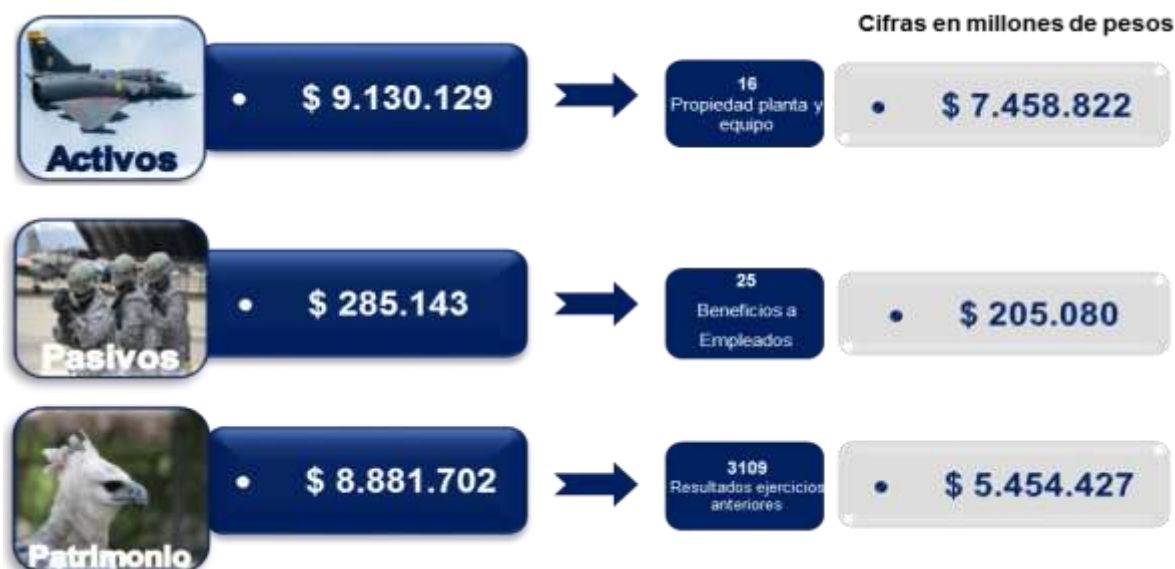 Cifras en millones de pesos
Activos
• $ 9.130.129
16
Propiedad planta y
equipo
• $ 7.458.822
Pasivos
• $ 285.143
25
Beneficios a
Empleados
• $ 205.080
Patrimonio
• $ 8.881.702
3109
Resultados ejercicios
anteriores
• $ 5.454.427